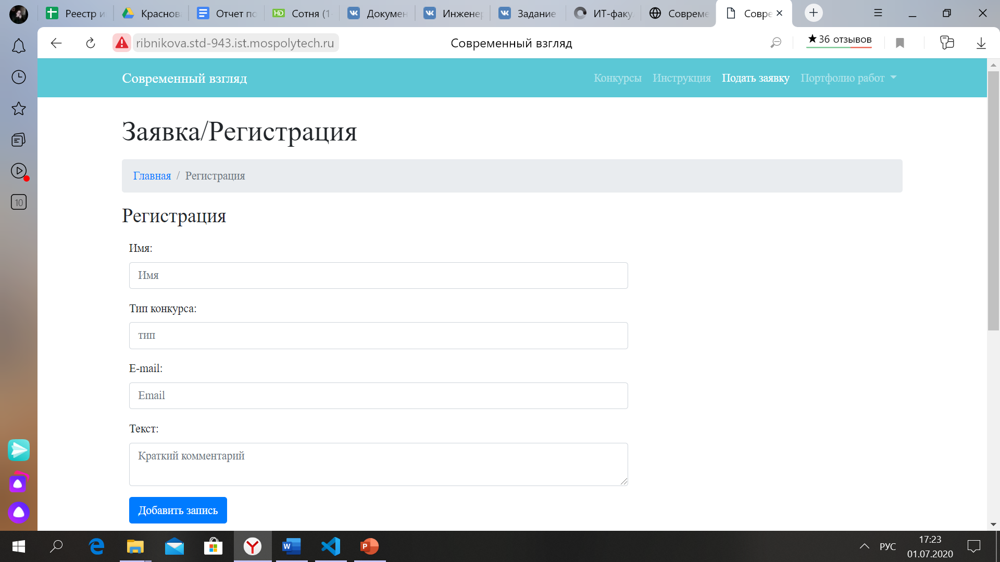 Реестр и
Краснов
Отчет по
Сотня (1
Докумен
Инженер
Задание
ИТ-факу
Совреме
Совре
ribnikova.std-943.ist.mospolytech.ru
Современный взгляд
★36 отзывов
Современный взгляд
Конкурсы
Инструкция
Подать заявку
Портфолио работ
Заявка/Регистрация
Главная / Регистрация
Регистрация
Имя:
Имя
Тип конкурса:
тип
E-mail:
Email
Текст:
Краткий комментарий
Добавить запись
10
РУС
17:23
01.07.2020